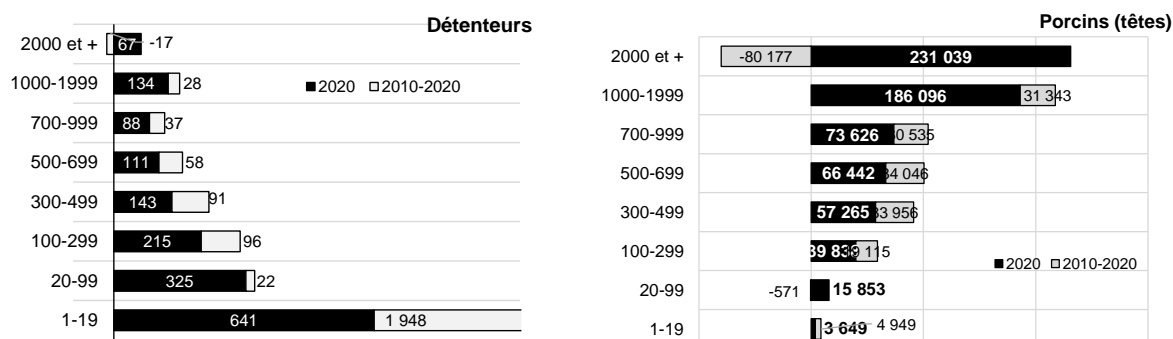 Détenteurs
2000 et + 67 -17
1000-1999 134 28
2020 2010-2020
700-999 88 37
500-699 111 58
300-499 143 91
100-299 215 96
20-99 325 22
1-19 641 1 948
Porcins (têtes)
2000 et + -80 177 231 039
1000-1999 186 096 31 343
700-999 73 626
500-699 66 442
300-499 57 265
100-299
2020 2010-2020
20-99 -571 15 853
1-19 3 649 4 949